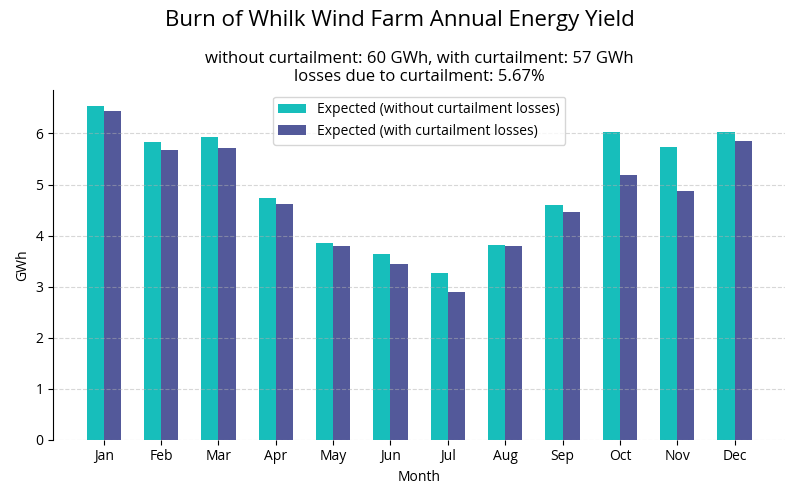 Burn of Whilk Wind Farm Annual Energy Yield
without curtailment: 60 GWh, with curtailment: 57 GWh
losses due to curtailment: 5.67%
Expected (without curtailment losses)
Expected (with curtailment losses)
6
5
4
3
2
1
0
GWh
Jan Feb Mar Apr May Jun Jul Aug Sep Oct Nov Dec
Month